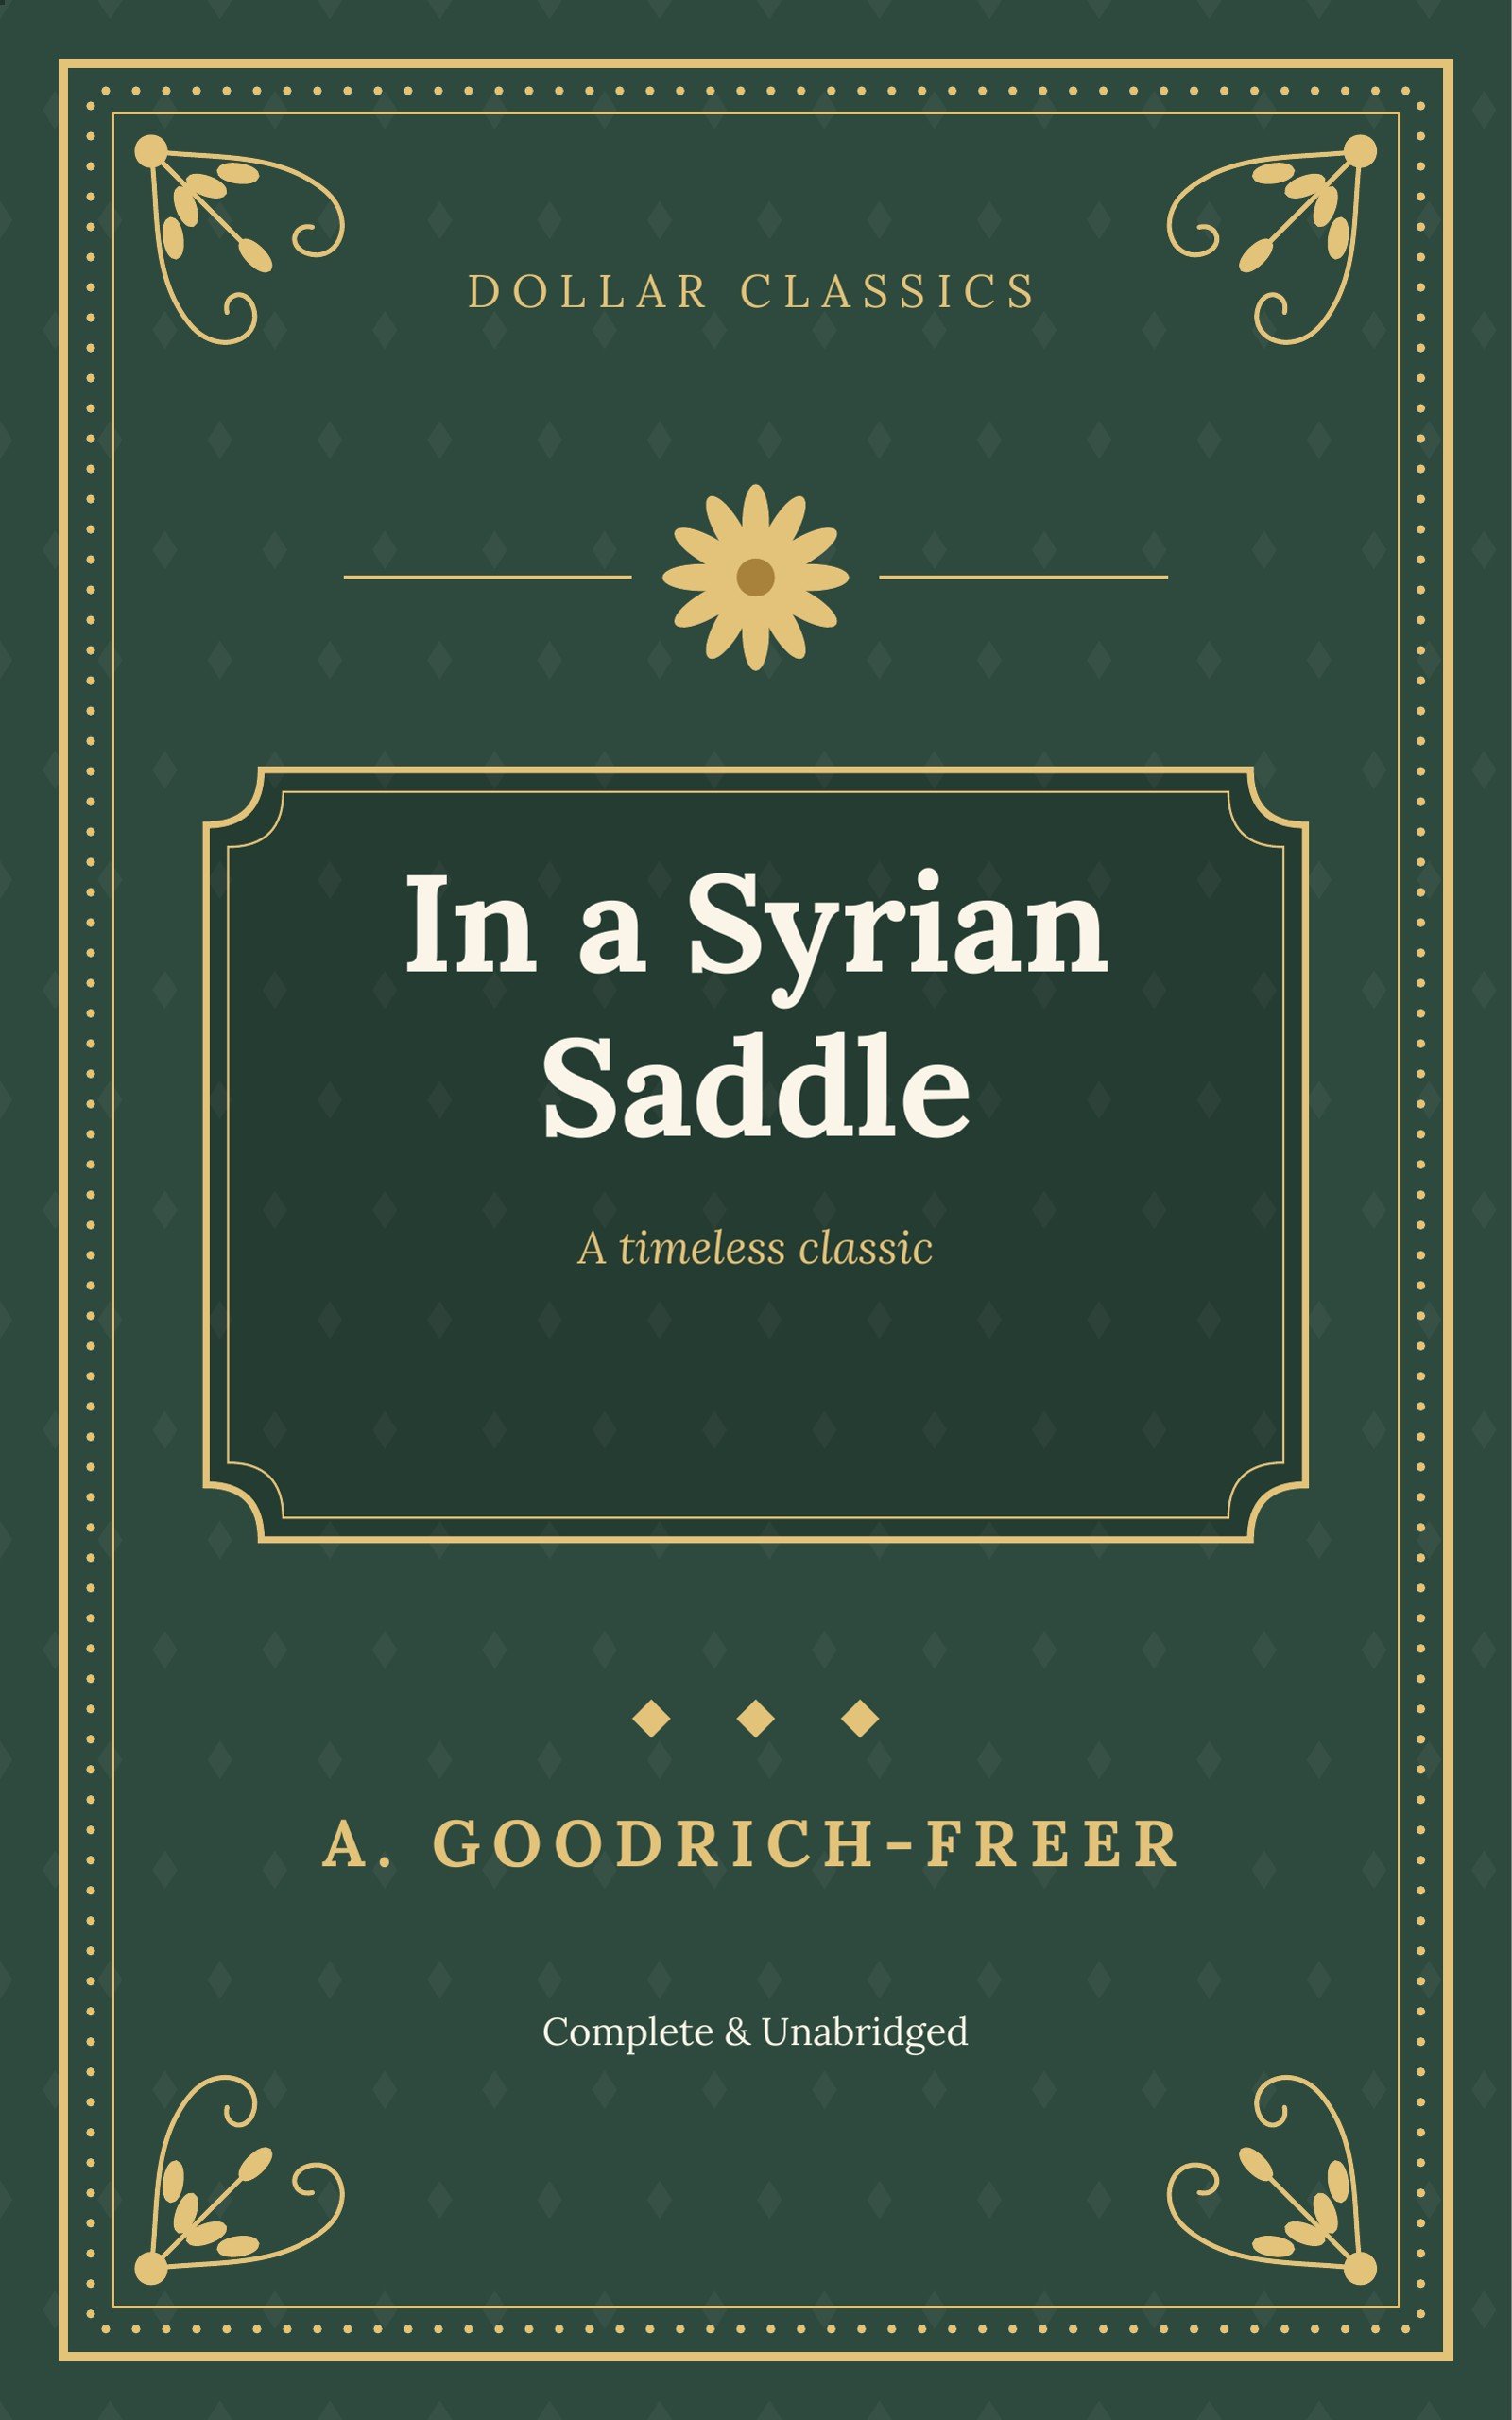 DOLLAR CLASSICS
In a Syrian
Saddle
A timeless classic
A. GOODRICH-FREER
Complete & Unabridged